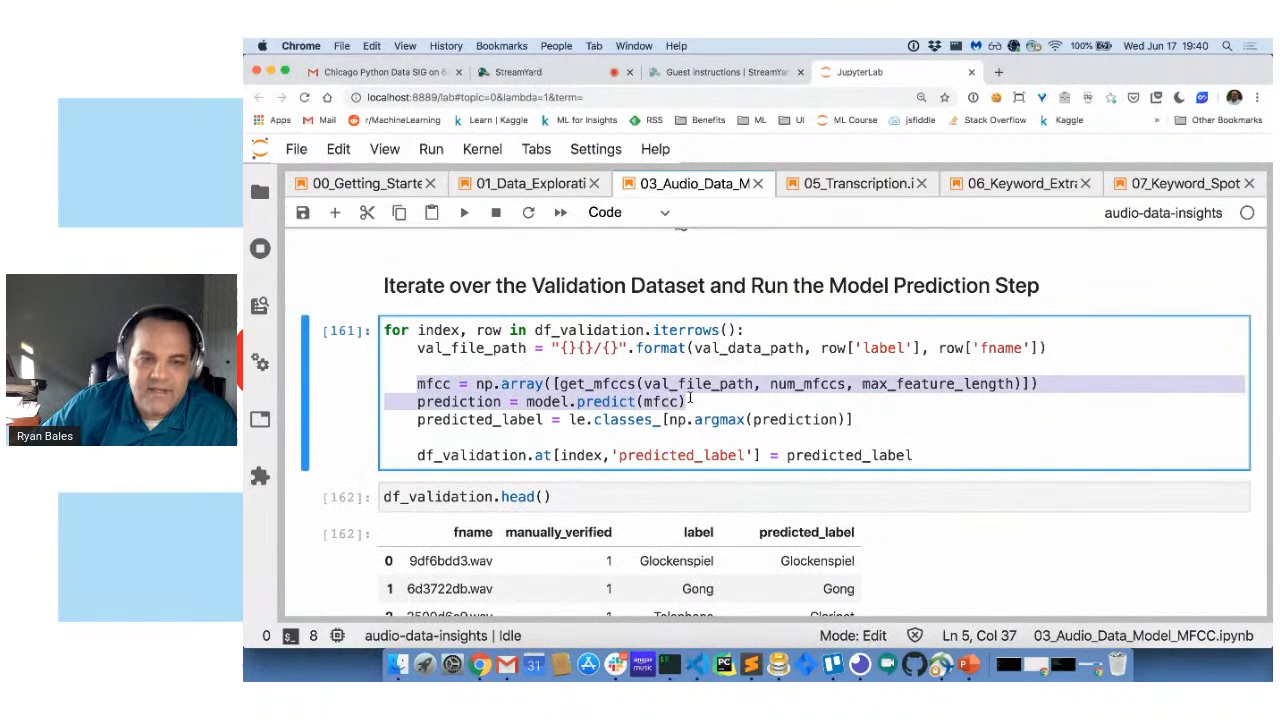 Chrome File Edit View History Bookmarks People Tab Window Help 100% Wed Jun 17 19:40
Chicago Python Data SIG on 6 StreamYard Guest instructions | StreamYar JupyterLab
localhost:8889/lab#topic=0&lambda=1&term=
Apps Mail r/MachineLearning Learn | Kaggle ML for Insights RSS Benefits ML UI ML Course jsfiddle Stack Overflow Kaggle » Other Bookmarks
File Edit View Run Kernel Tabs Settings Help
00_Getting_Starte 01_Data_Explorati 03_Audio_Data_M 05_Transcription.i 06_Keyword_Extra 07_Keyword_Spot
Code audio-data-insights
Iterate over the Validation Dataset and Run the Model Prediction Step
[161]: for index, row in df_validation.iterrows():
val_file_path = "{}{}/{}".format(val_data_path, row['label'], row['fname'])
mfcc = np.array([get_mfccs(val_file_path, num_mfccs, max_feature_length)])
prediction = model.predict(mfcc)
predicted_label = le.classes_[np.argmax(prediction)]
df_validation.at[index,'predicted_label'] = predicted_label
[162]: df_validation.head()
[162]: fname manually_verified label predicted_label
0 9df6bdd3.wav 1 Glockenspiel Glockenspiel
1 6d3722db.wav 1 Gong Gong
Ryan Bales
0 8 audio-data-insights | Idle Mode: Edit Ln 5, Col 37 03_Audio_Data_Model_MFCC.ipynb